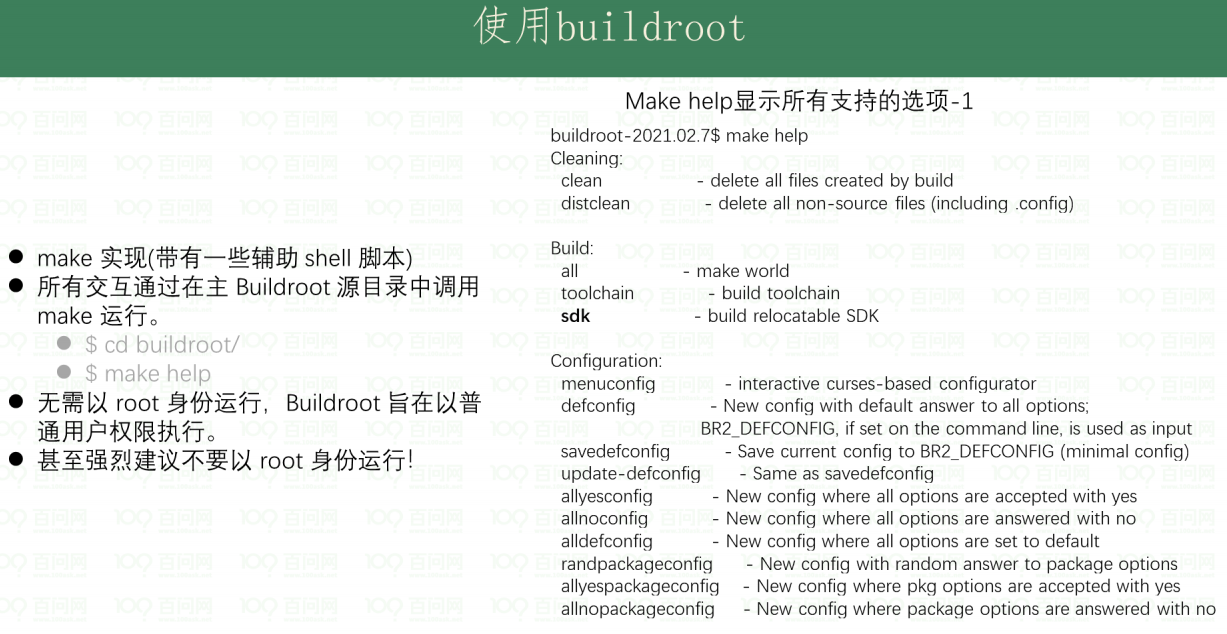 使用buildroot
make 实现(带有一些辅助 shell 脚本)
所有交互通过在主 Buildroot 源目录中调用
make 运行。
$ cd buildroot/
$ make help
无需以 root 身份运行，Buildroot 旨在以普
通用户权限执行。
甚至强烈建议不要以 root 身份运行!
Make help显示所有支持的选项-1
buildroot-2021.02.7$ make help
Cleaning:
clean - delete all files created by build
distclean - delete all non-source files (including .config)
Build:
all - make world
toolchain - build toolchain
sdk - build relocatable SDK
Configuration:
menuconfig - interactive curses-based configurator
defconfig - New config with default answer to all options;
BR2_DEFCONFIG, if set on the command line, is used as input
savedefconfig - Save current config to BR2_DEFCONFIG (minimal config)
update-defconfig - Same as savedefconfig
allyesconfig - New config where all options are accepted with yes
allnoconfig - New config where all options are answered with no
alldefconfig - New config where all options are set to default
randpackageconfig - New config with random answer to package options
allyespackageconfig - New config where pkg options are accepted with yes
allnopackageconfig - New config where package options are answered with no